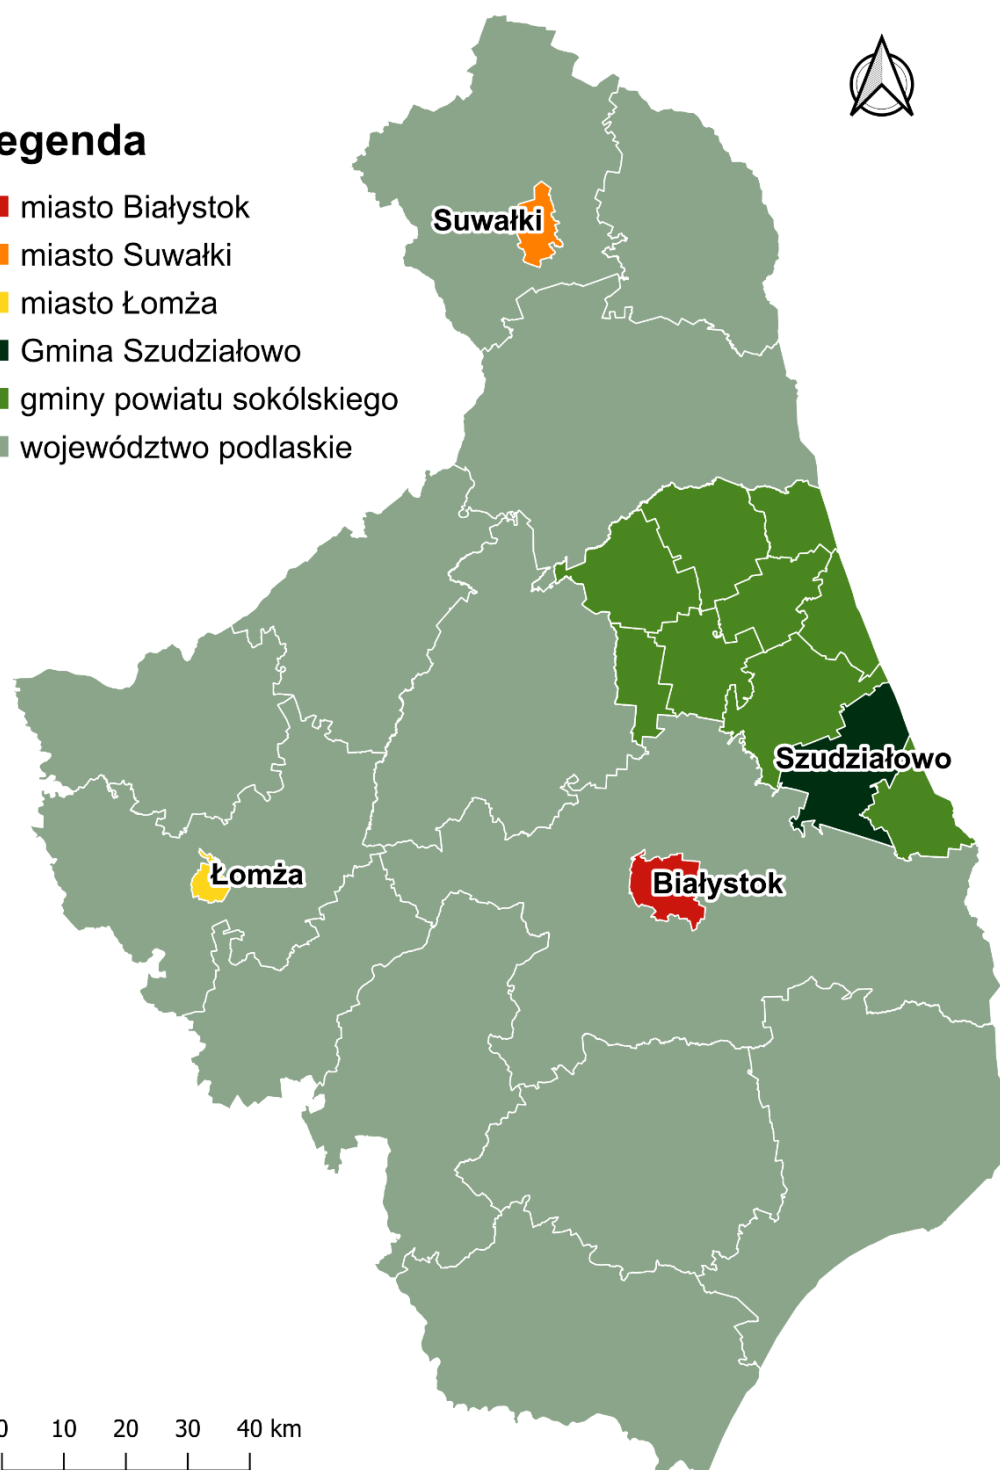 egenda
miasto Białystok
miasto Suwałki
miasto Łomża
Gmina Szudziałowo
gminy powiatu sokólskiego
województwo podlaskie
Suwałki
Szudziałowo
Łomża
Białystok
0 10 20 30 40 km